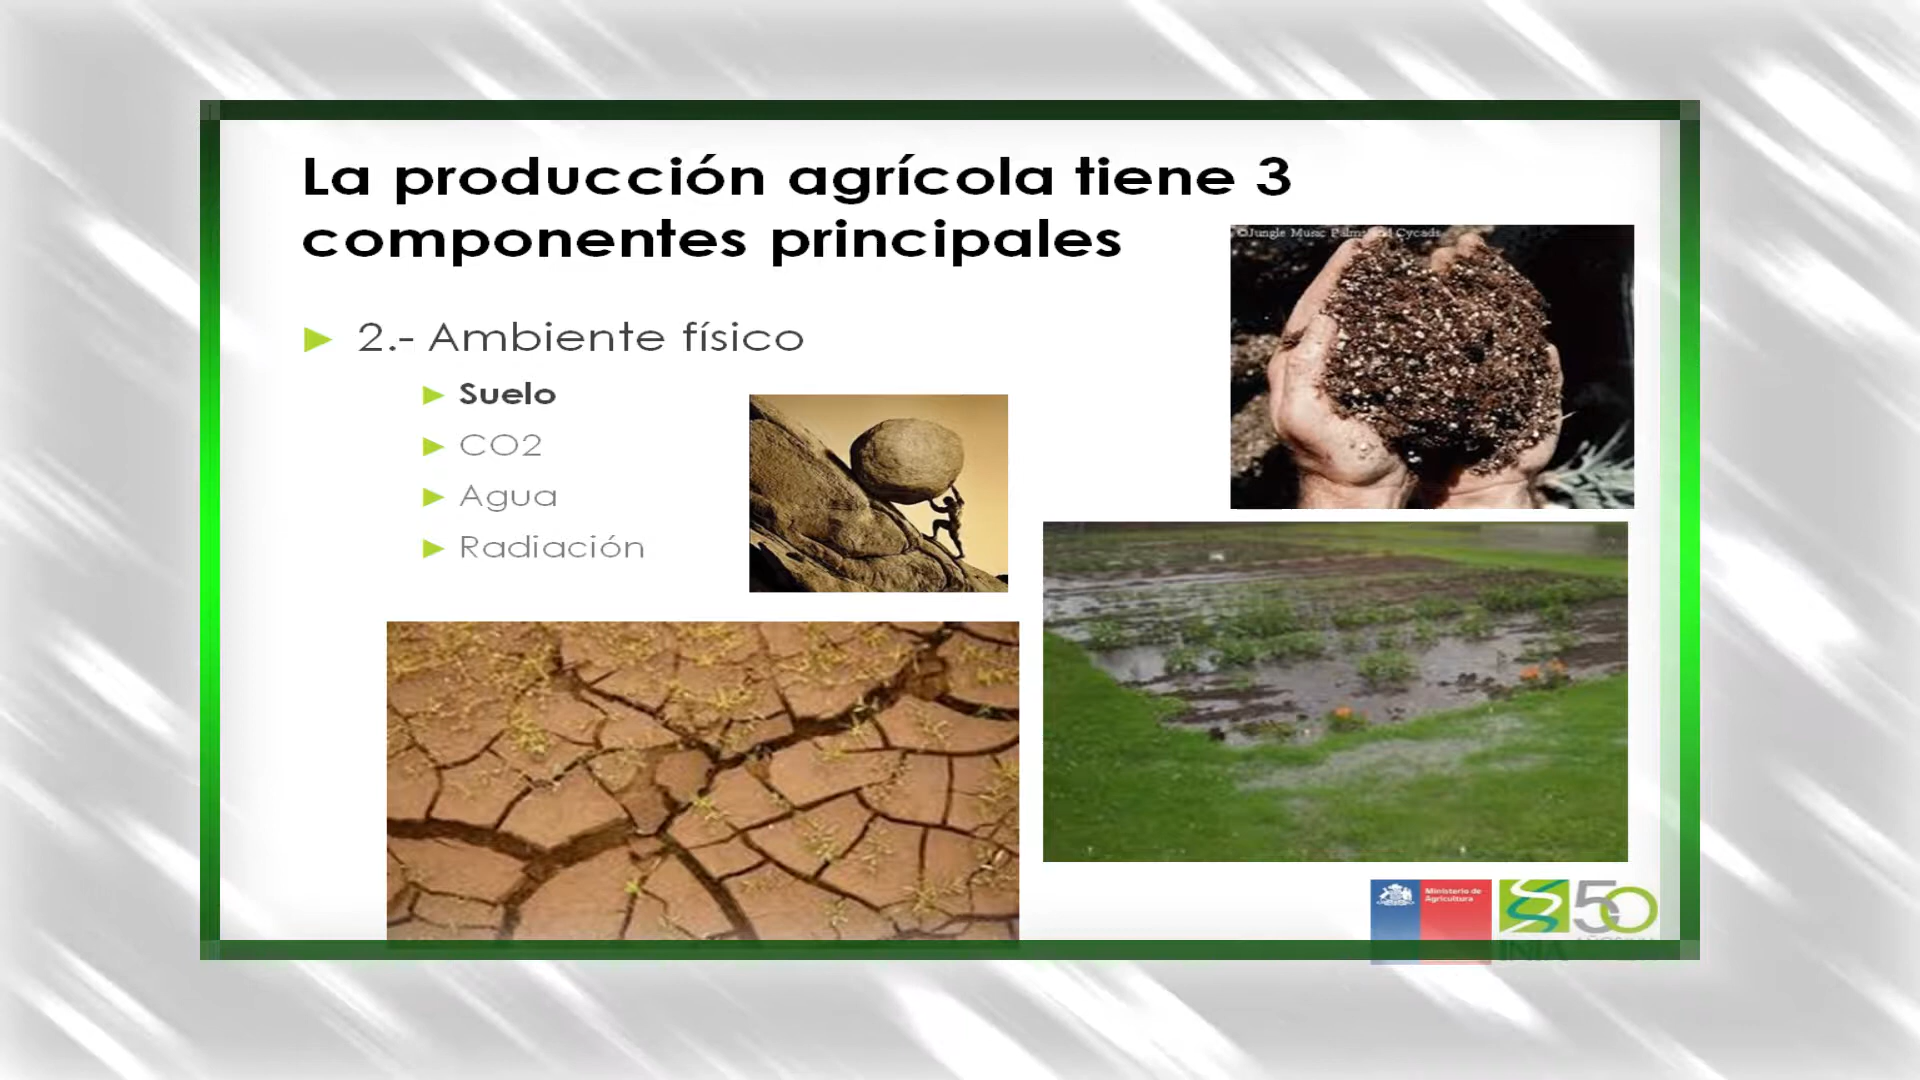 La producción agrícola tiene 3
componentes principales
©Jungle Music Palms and Cycads
2.- Ambiente físico
Suelo
CO2
Agua
Radiación
Ministerio de
Agricultura
50
INIA